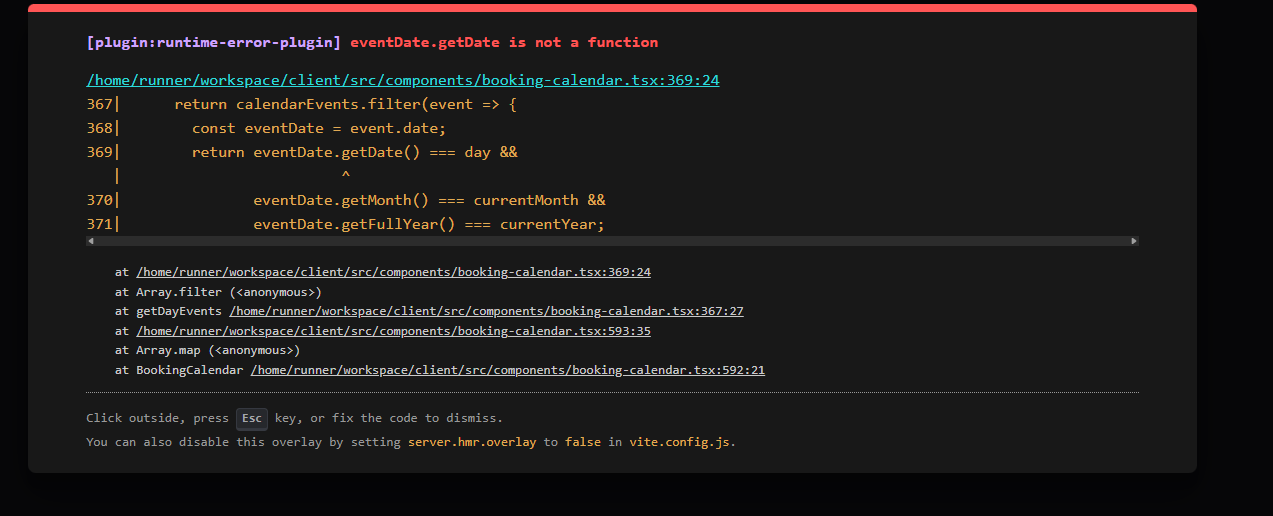 [plugin:runtime-error-plugin] eventDate.getDate is not a function
/home/runner/workspace/client/src/components/booking-calendar.tsx:369:24
367|      return calendarEvents.filter(event => {
368|        const eventDate = event.date;
369|        return eventDate.getDate() === day &&
   |                         ^
370|               eventDate.getMonth() === currentMonth &&
371|               eventDate.getFullYear() === currentYear;
at /home/runner/workspace/client/src/components/booking-calendar.tsx:369:24
at Array.filter (<anonymous>)
at getDayEvents /home/runner/workspace/client/src/components/booking-calendar.tsx:367:27
at /home/runner/workspace/client/src/components/booking-calendar.tsx:593:35
at Array.map (<anonymous>)
at BookingCalendar /home/runner/workspace/client/src/components/booking-calendar.tsx:592:21
Click outside, press Esc key, or fix the code to dismiss.
You can also disable this overlay by setting server.hmr.overlay to false in vite.config.js.